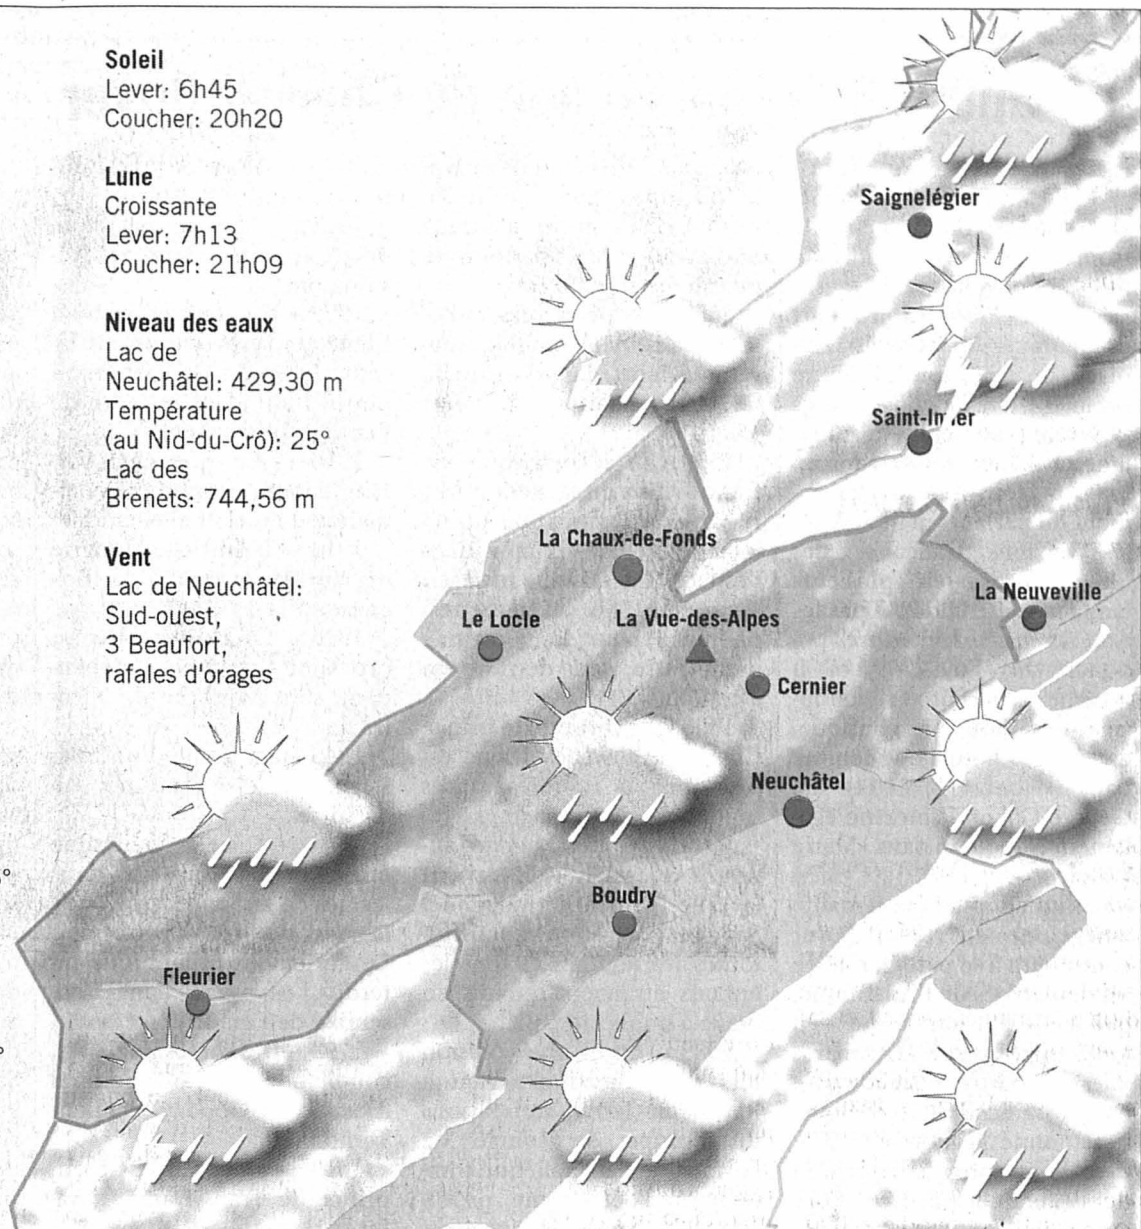 Soleil
Lever: 6h45
Coucher: 20h20
Lune
Croissante
Lever: 7h13
Coucher: 21h09
Niveau des eaux
Lac de
Neuchâtel: 429,30 m
Température
(au Nid-du-Crô): 25°
Lac des
Brenets: 744,56 m
Vent
Lac de Neuchâtel:
Sud-ouest,
3 Beaufort,
rafales d'orages
Saignelégier
Saint-Imier
La Chaux-de-Fonds
La Neuveville
Le Locle
La Vue-des-Alpes
Cernier
Neuchâtel
Boudry
Fleurier